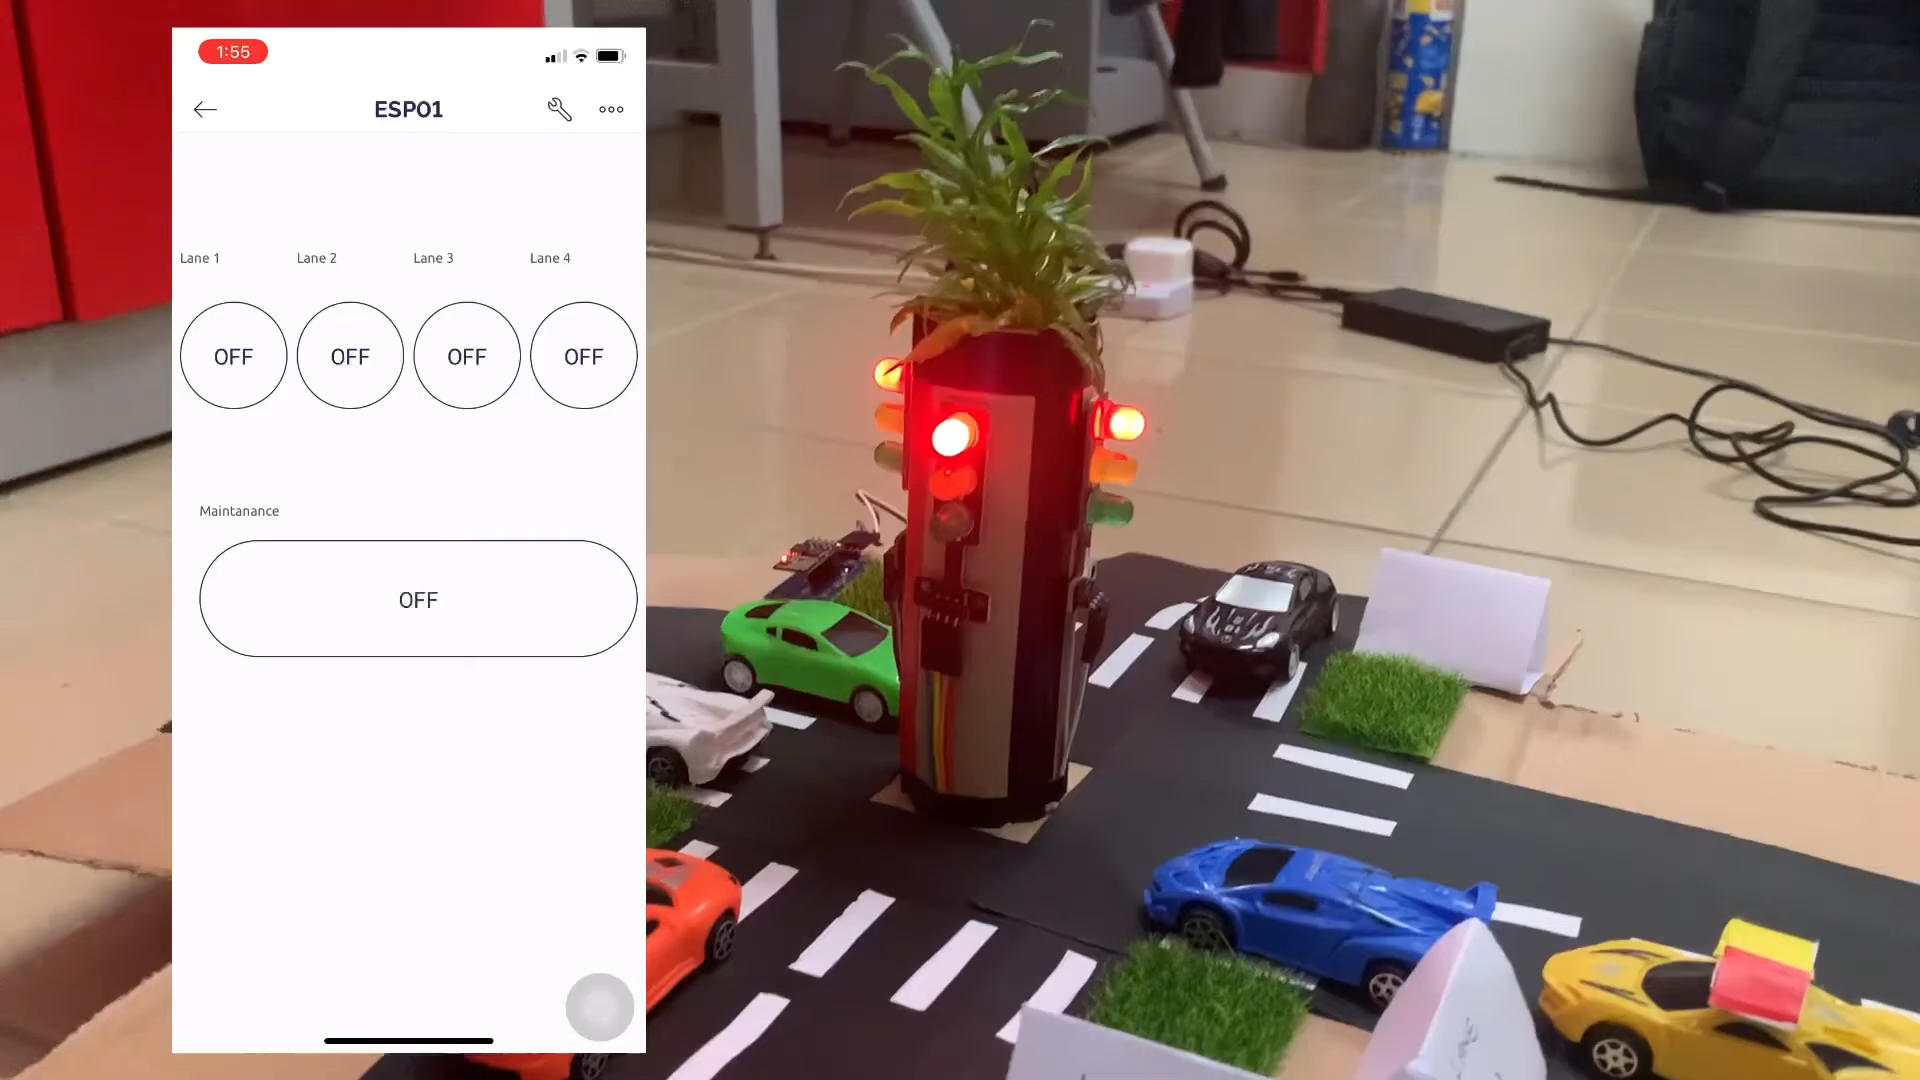 1:55
ESP01
Lane 1 Lane 2 Lane 3 Lane 4
OFF OFF OFF OFF
Maintanance
OFF